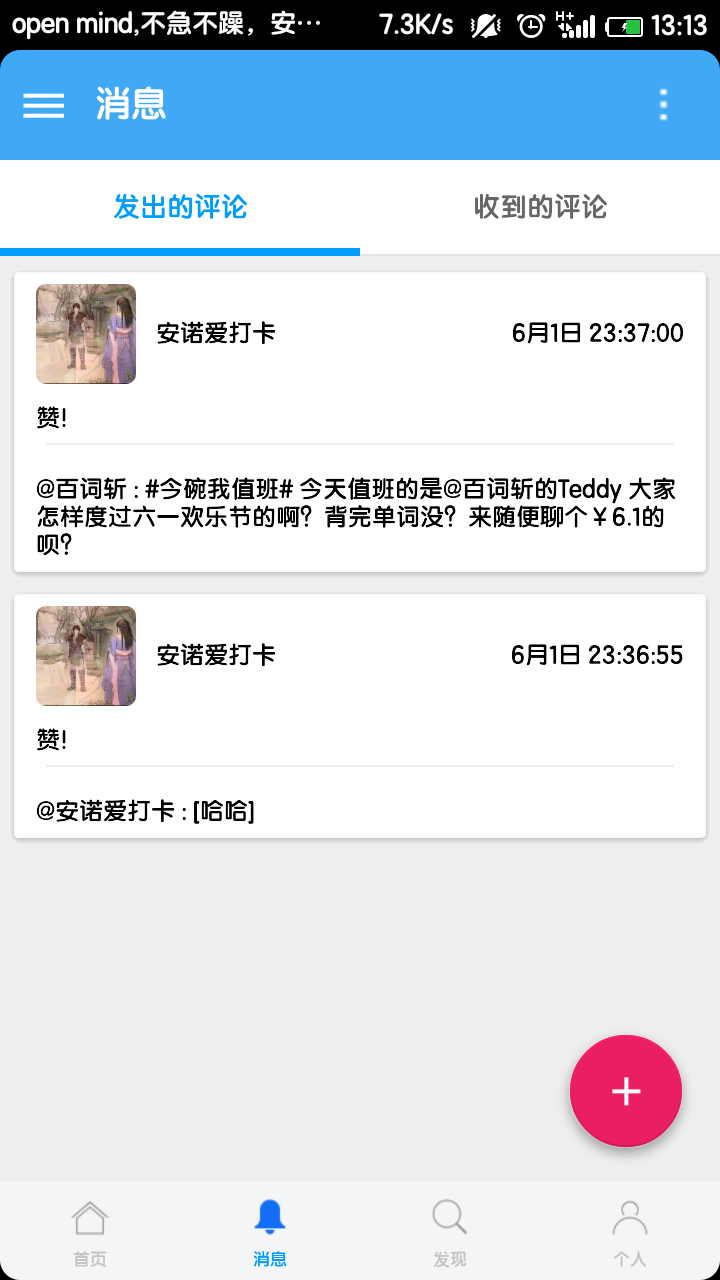 open mind,不急不躁，安… 7.3K/s H+ 13:13
消息
发出的评论 收到的评论
安诺爱打卡 6月1日 23:37:00
赞!
@百词斩 : #今碗我值班# 今天值班的是@百词斩的Teddy 大家
怎样度过六一欢乐节的啊？背完单词没？来随便聊个￥6.1的
呗？
安诺爱打卡 6月1日 23:36:55
赞!
@安诺爱打卡 : [哈哈]
首页 消息 发现 个人